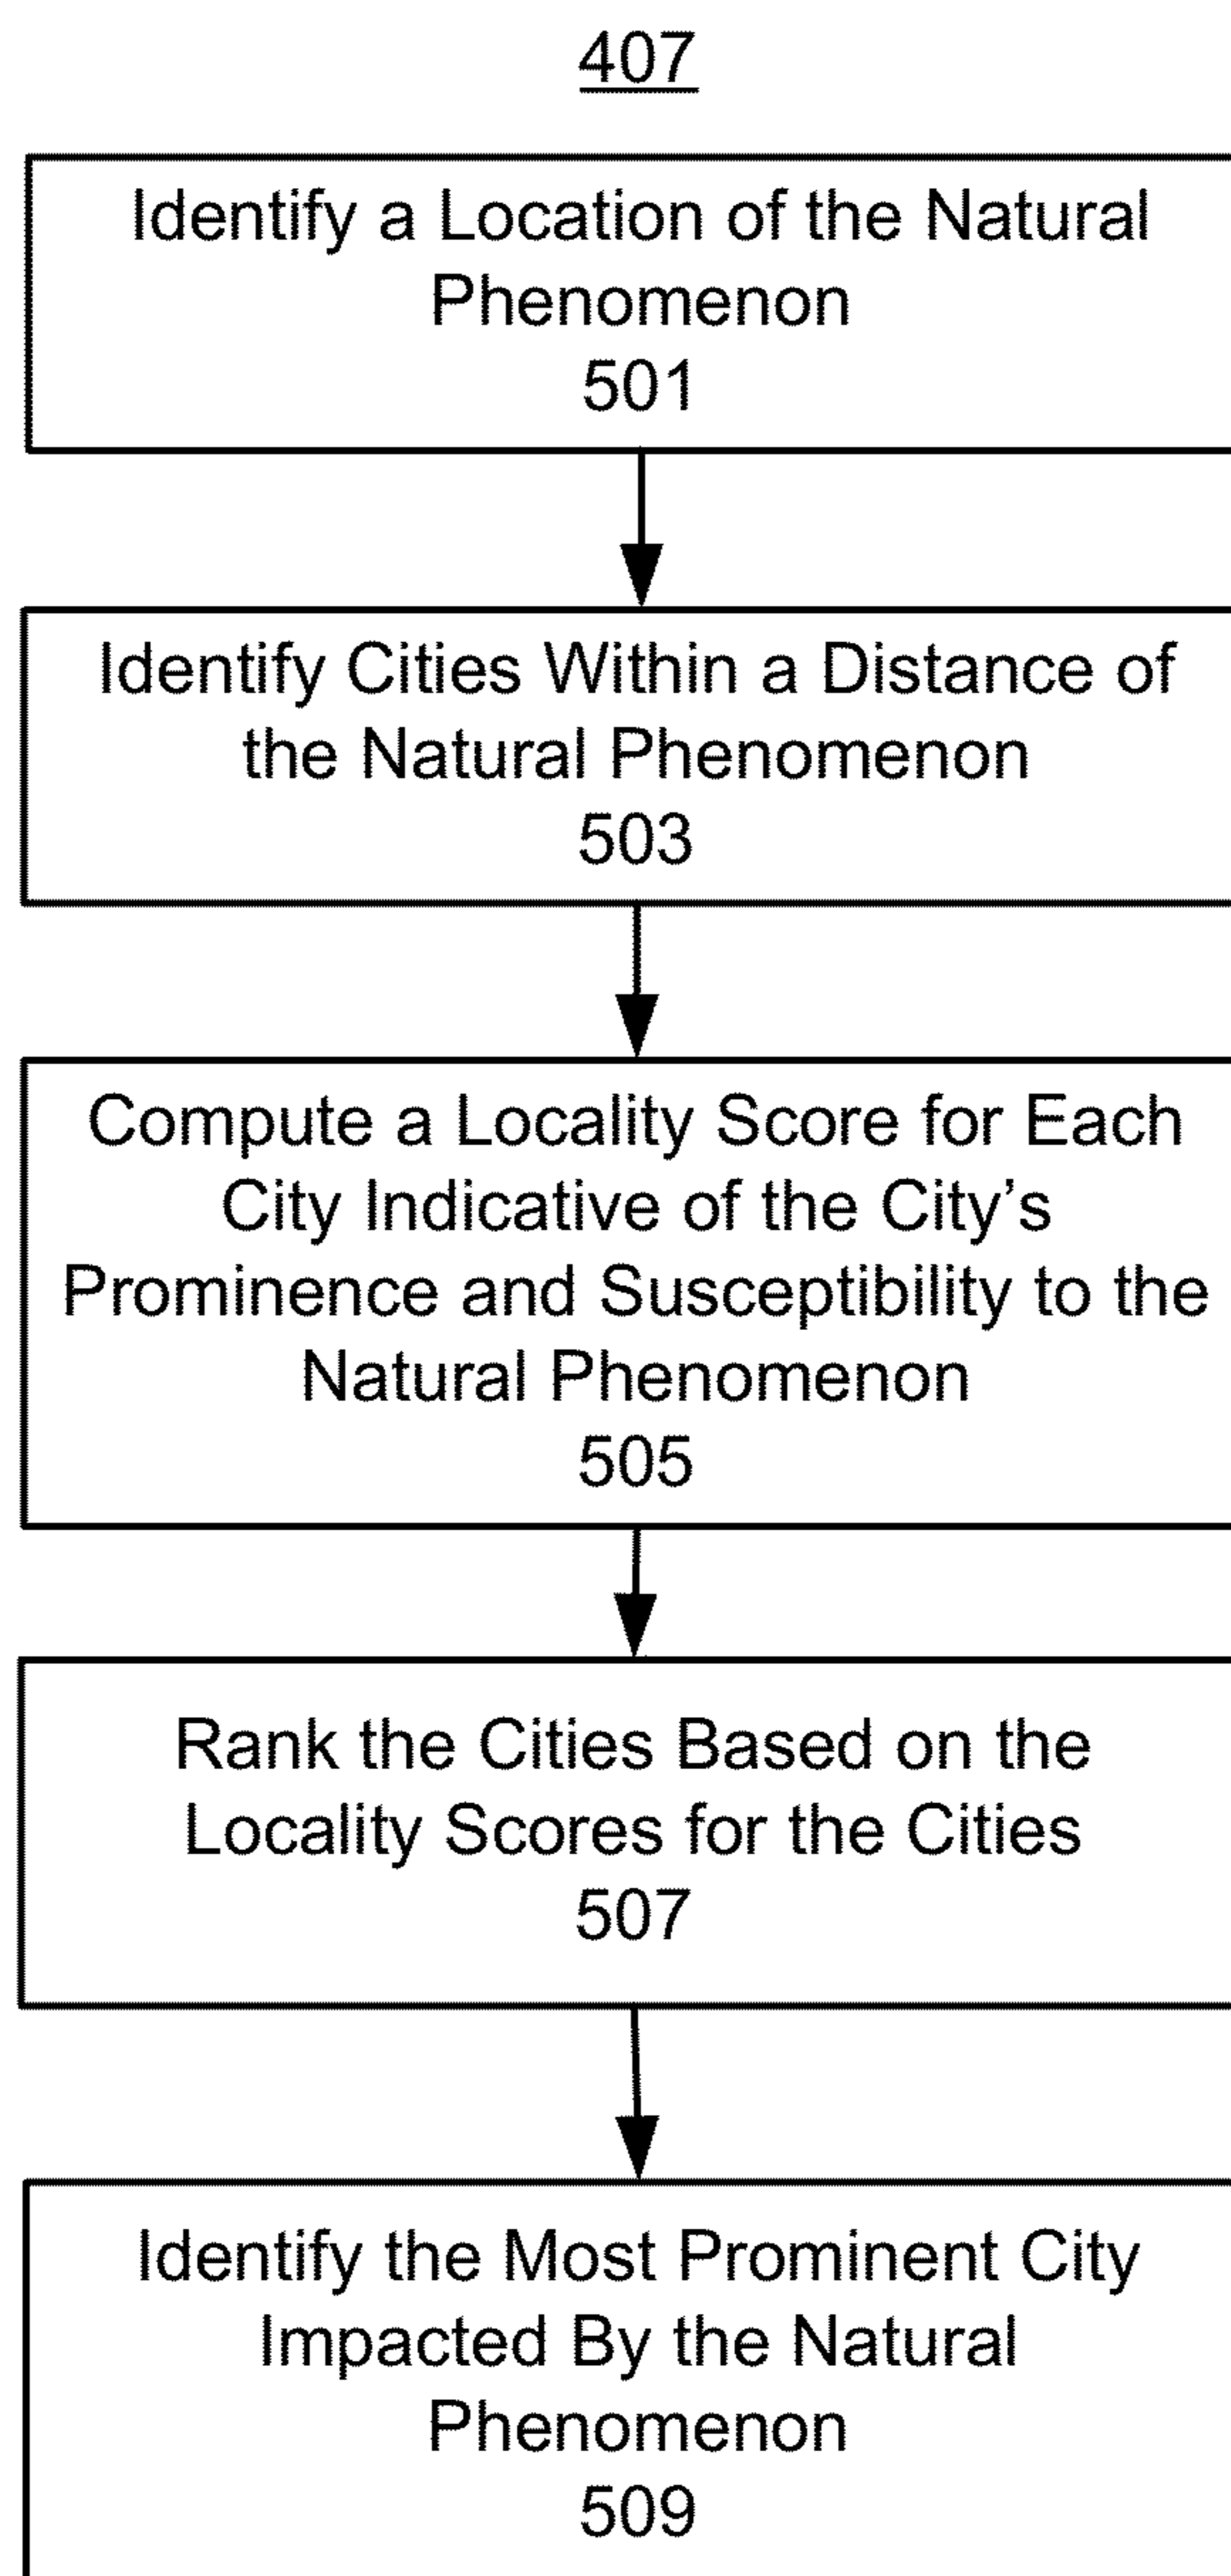 407
Identify a Location of the Natural
Phenomenon
501
Identify Cities Within a Distance of
the Natural Phenomenon
503
Compute a Locality Score for Each
City Indicative of the City’s
Prominence and Susceptibility to the
Natural Phenomenon
505
Rank the Cities Based on the
Locality Scores for the Cities
507
Identify the Most Prominent City
Impacted By the Natural
Phenomenon
509